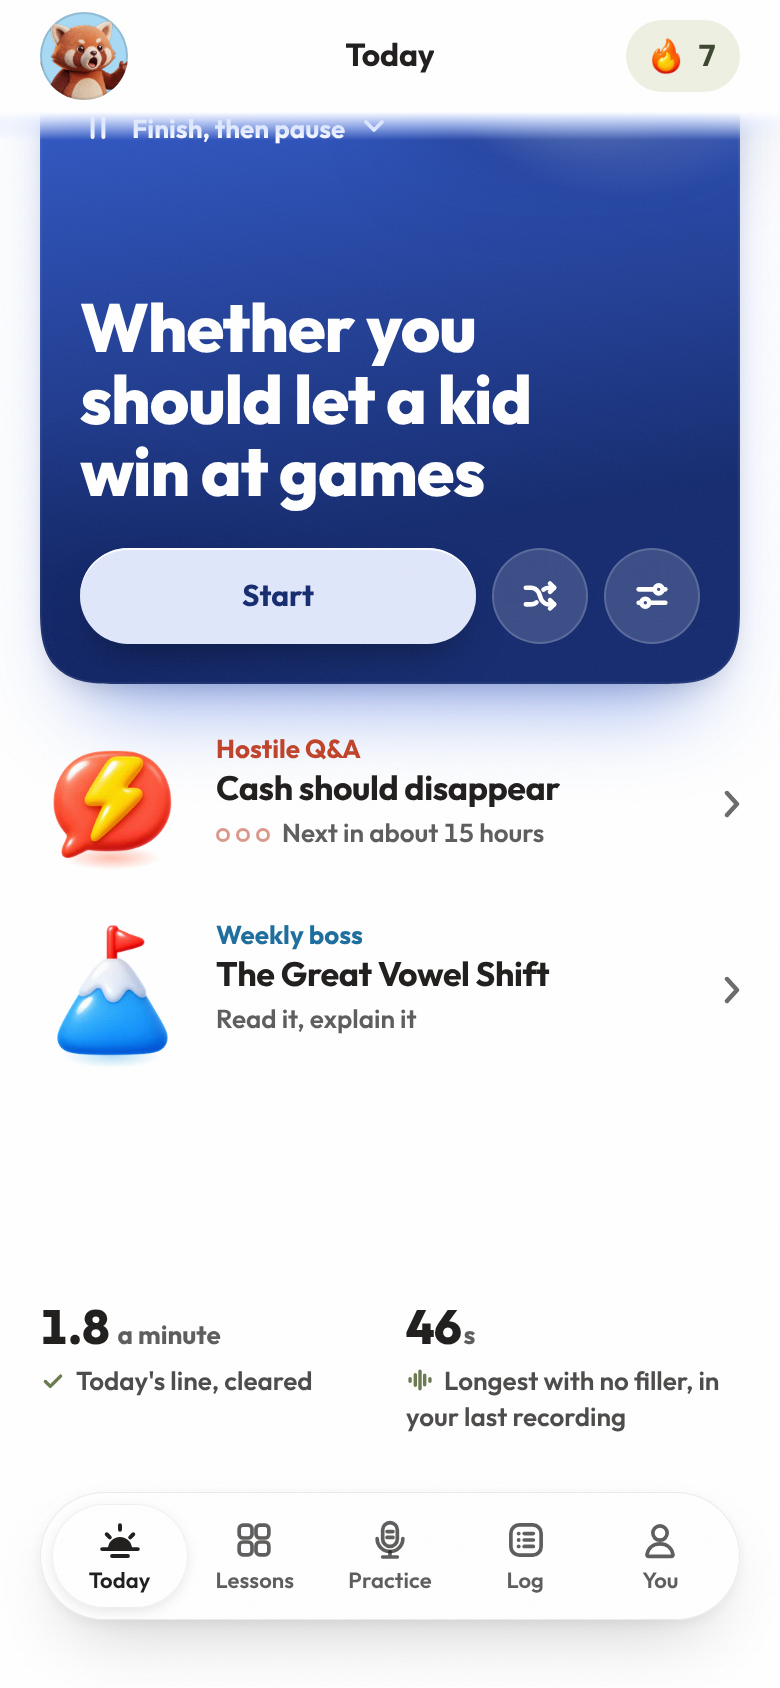 Today
7
Finish, then pause
Whether you
should let a kid
win at games
Start
Hostile Q&A
Cash should disappear
Next in about 15 hours
Weekly boss
The Great Vowel Shift
Read it, explain it
1.8 a minute
Today's line, cleared
46s
Longest with no filler, in
your last recording
Today
Lessons
Practice
Log
You